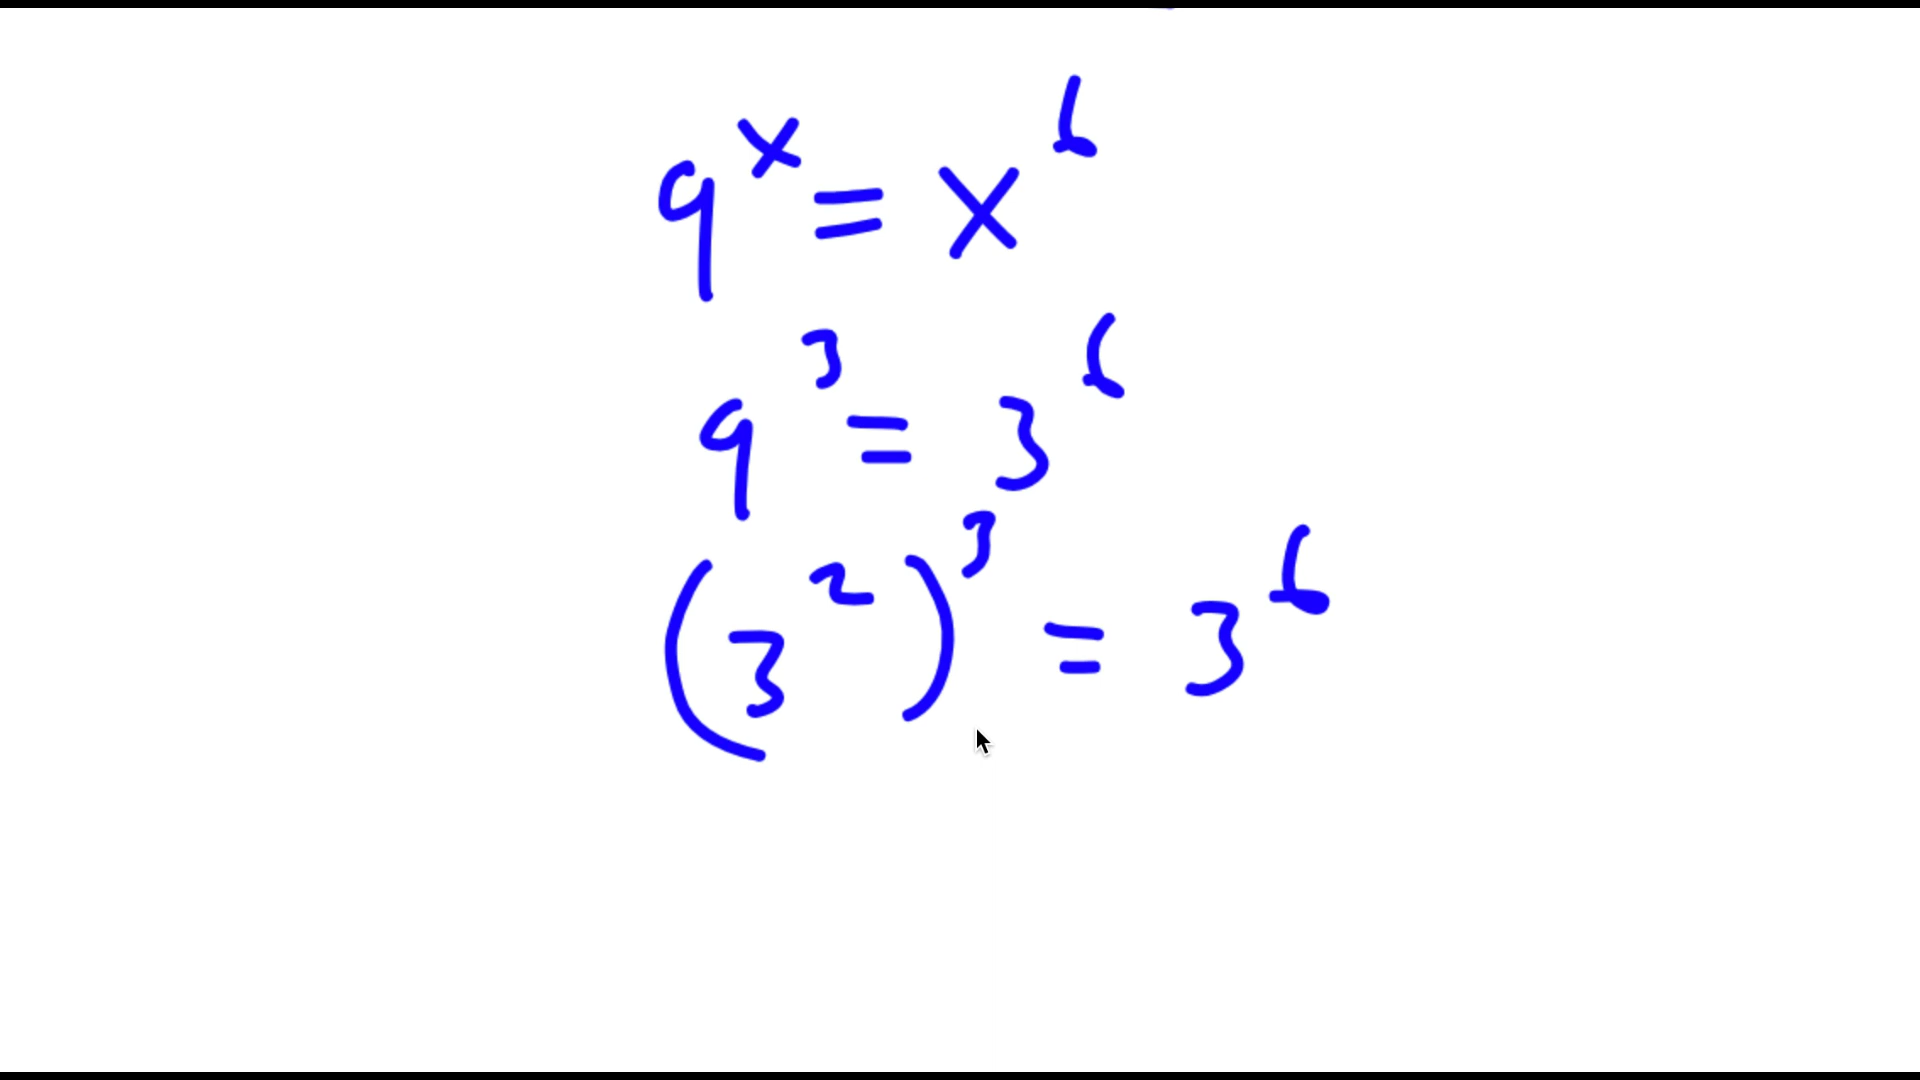 9^x = x^6
9^3 = 3^6
(3^2)^3 = 3^6